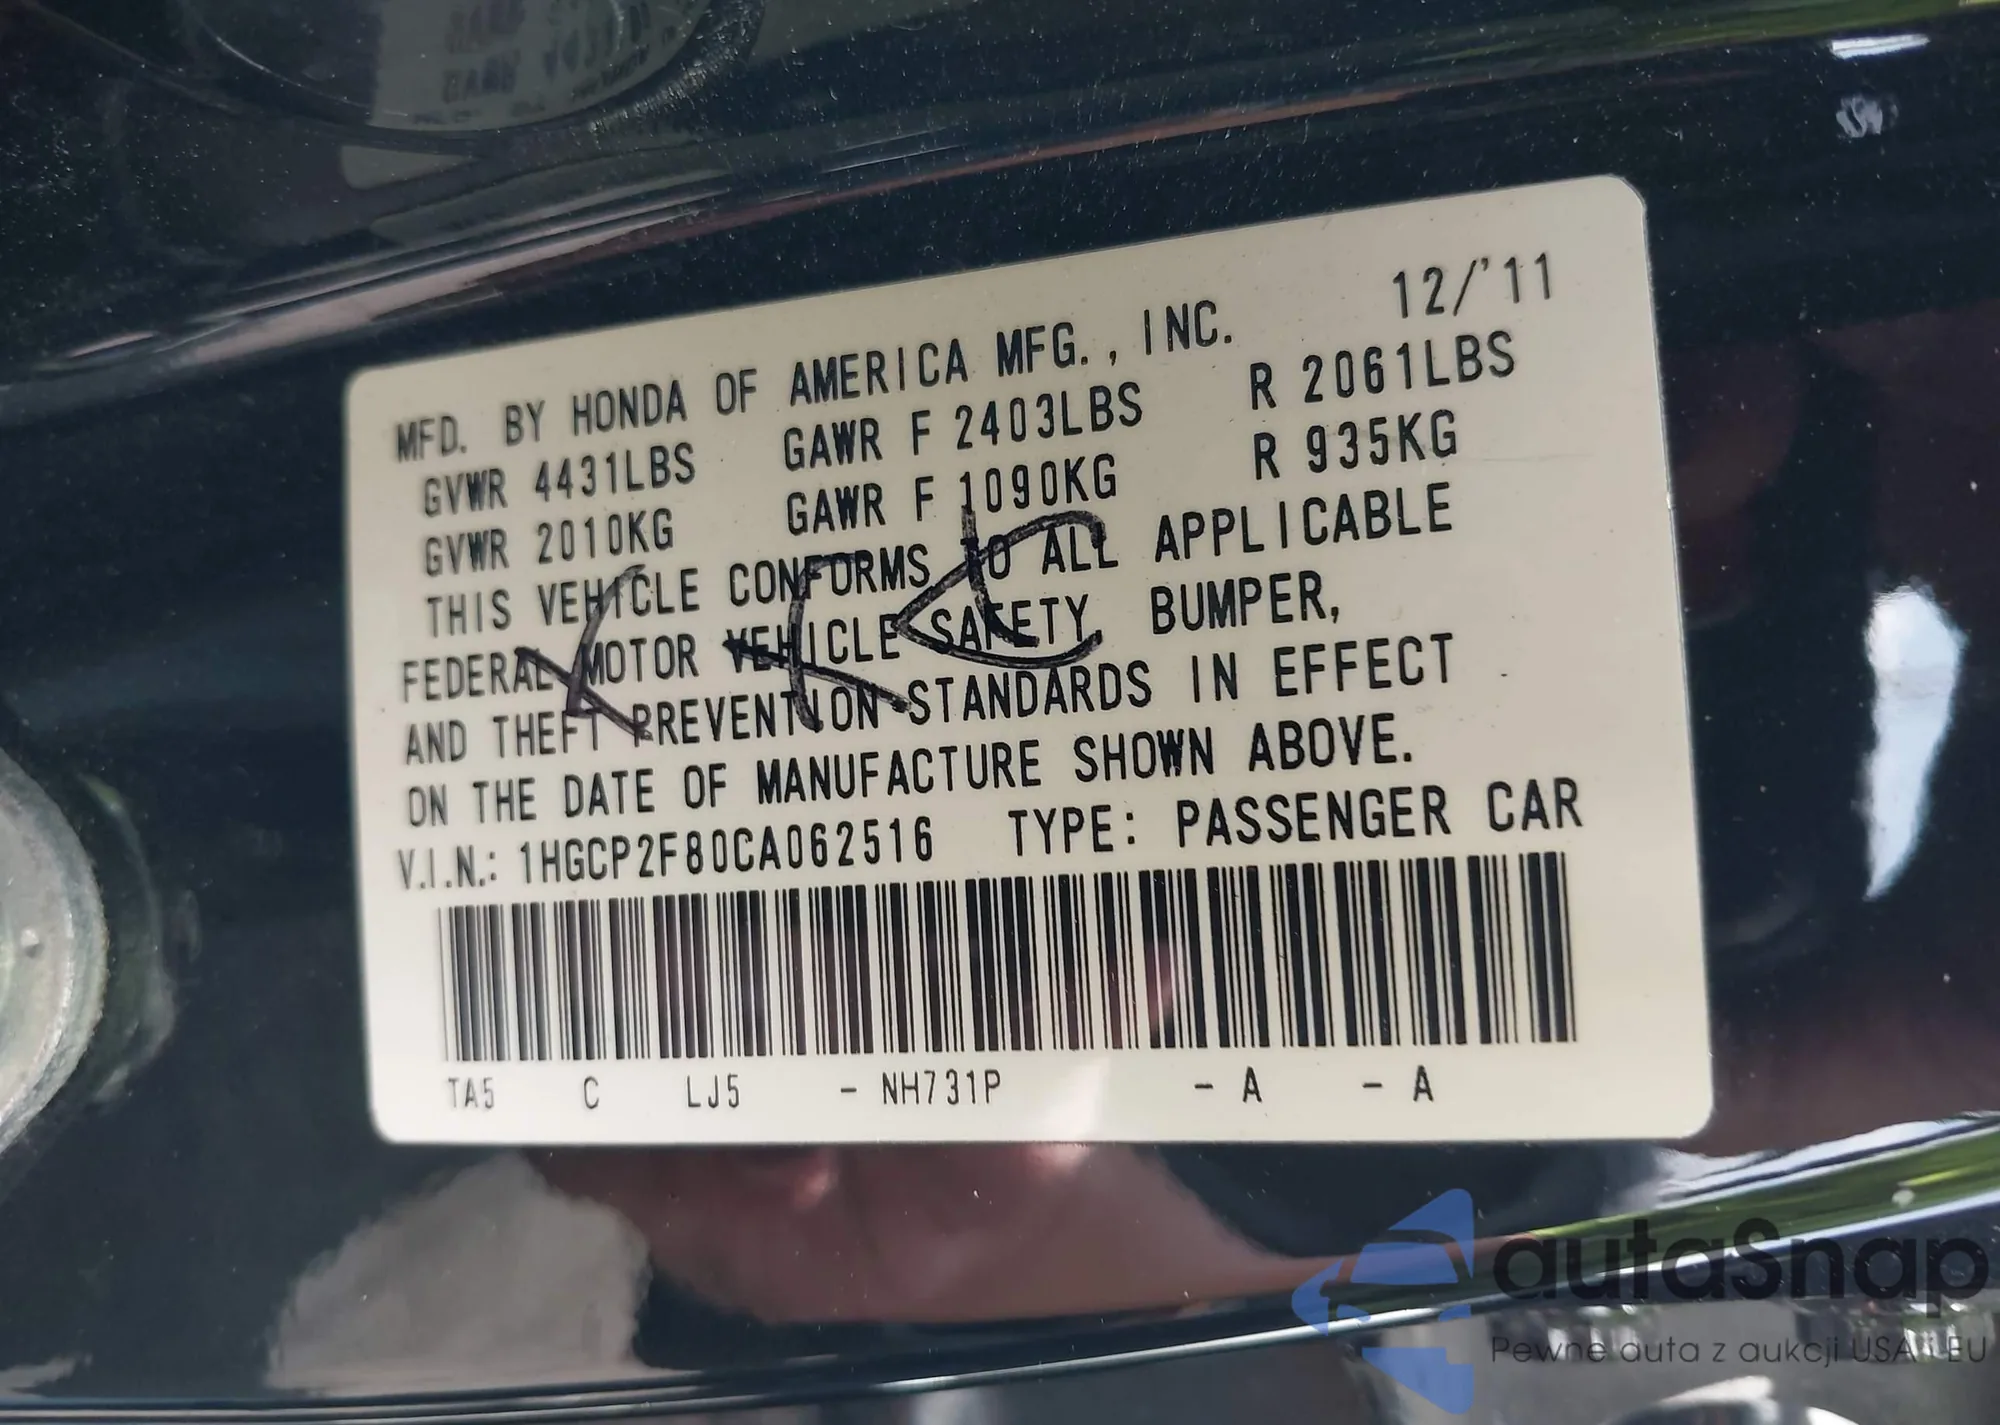 12/'11
MFD. BY HONDA OF AMERICA MFG., INC.
GVWR 4431LBS GAWR F 2403LBS R 2061LBS
GVWR 2010KG GAWR F 1090KG R 935KG
THIS VEHICLE CONFORMS TO ALL APPLICABLE
FEDERAL MOTOR VEHICLE SAFETY BUMPER,
AND THEFT PREVENTION STANDARDS IN EFFECT
ON THE DATE OF MANUFACTURE SHOWN ABOVE.
V.I.N.: 1HGCP2F80CA062516 TYPE: PASSENGER CAR
TA5 C LJ5 - NH731P - A - A
autaSnap
Pewne auta z aukcji USA i EU